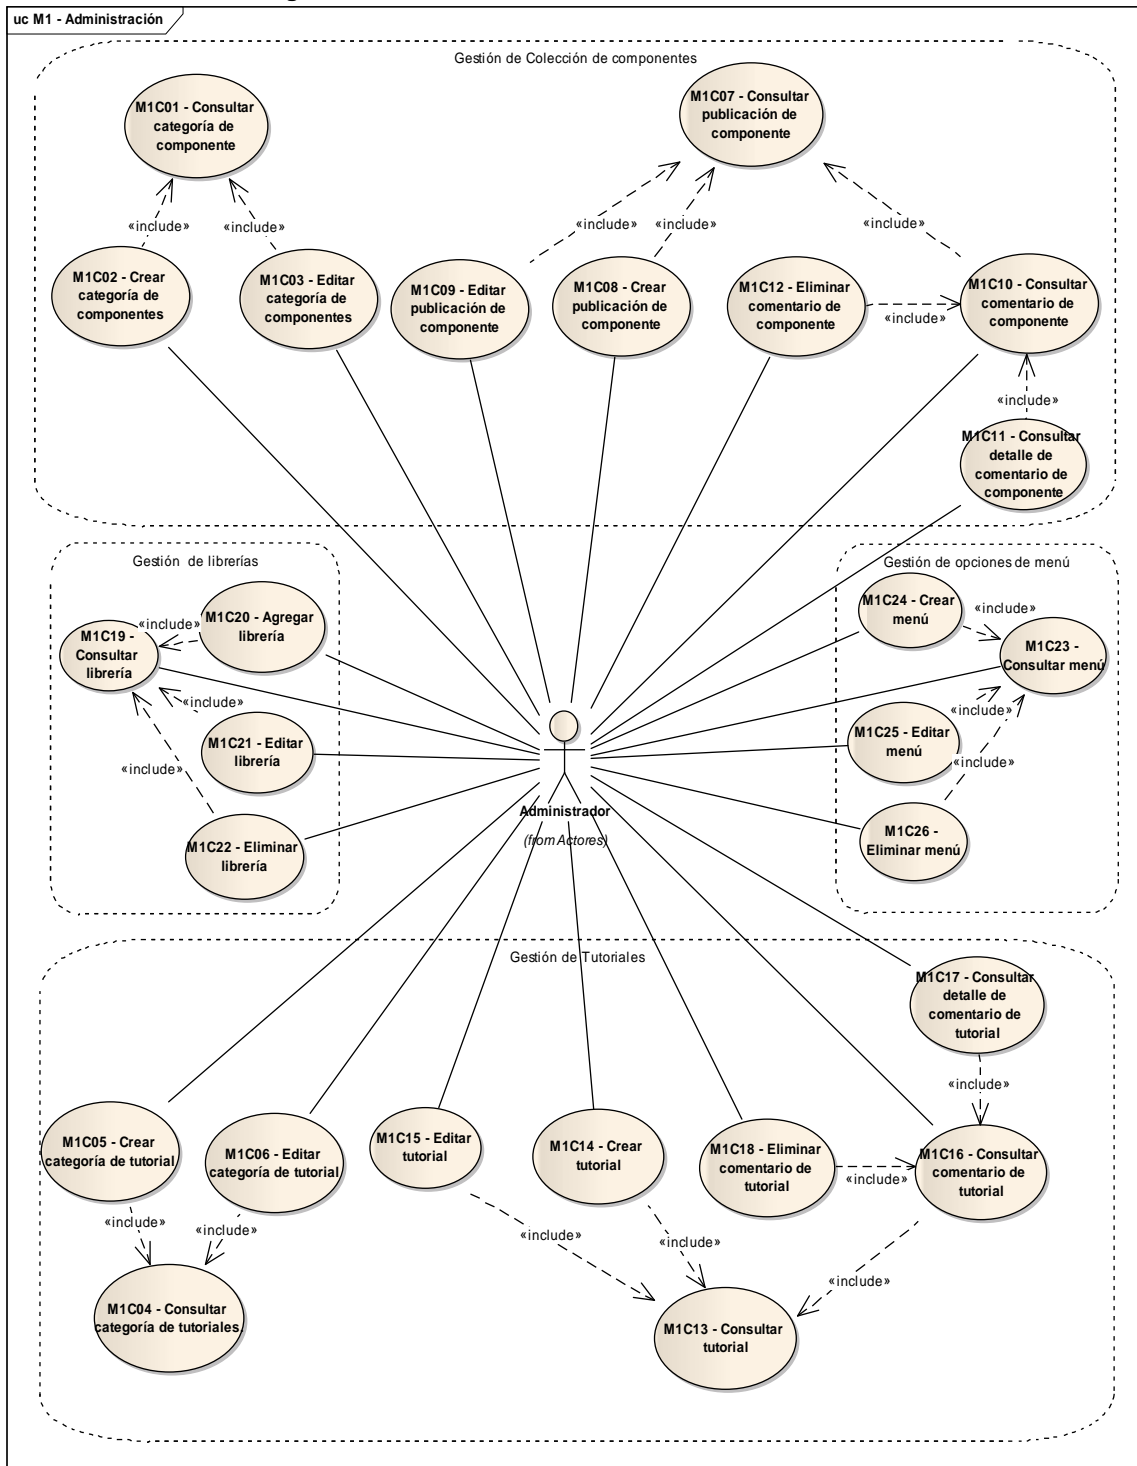 uc M1 - Administración
Gestión de Colección de componentes
M1C01 - Consultar
categoría de
componente
M1C07 - Consultar
publicación de
componente
«include»
«include»
«include»
«include»
«include»
M1C02 - Crear
categoría de
componentes
M1C03 - Editar
categoría de
componentes
M1C09 - Editar
publicación de
componente
M1C08 - Crear
publicación de
componente
M1C12 - Eliminar
comentario de
componente
«include»
M1C10 - Consultar
comentario de
componente
«include»
M1C11 - Consultar
detalle de
comentario de
componente
Gestión de librerías
M1C20 - Agregar
librería
«include»
M1C19 -
Consultar
librería
«include»
M1C21 - Editar
librería
«include»
M1C22 - Eliminar
librería
Gestión de opciones de menú
M1C24 - Crear
menú
«include»
M1C23 -
Consultar menú
«include»
M1C25 - Editar
menú
«include»
M1C26 -
Eliminar menú
Administrador
(from Actores)
Gestión de Tutoriales
M1C17 - Consultar
detalle de
comentario de
tutorial
«include»
M1C05 - Crear
categoría de tutorial
M1C06 - Editar
categoría de tutorial
M1C15 - Editar
tutorial
M1C14 - Crear
tutorial
M1C18 - Eliminar
comentario de
tutorial
«include»
M1C16 - Consultar
comentario de
tutorial
«include»
«include»
«include»
«include»
«include»
M1C04 - Consultar
categoría de tutoriales.
M1C13 - Consultar
tutorial